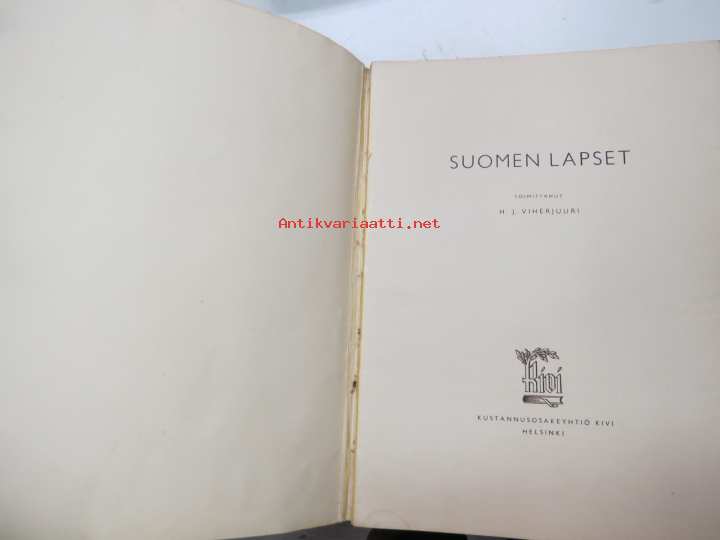 SUOMEN LAPSET
TOIMITTANUT
H. J. VIHERJUURI
Antikvariaatti.net
Kivi
KUSTANNUSOSAKEYHTIÖ KIVI
HELSINKI